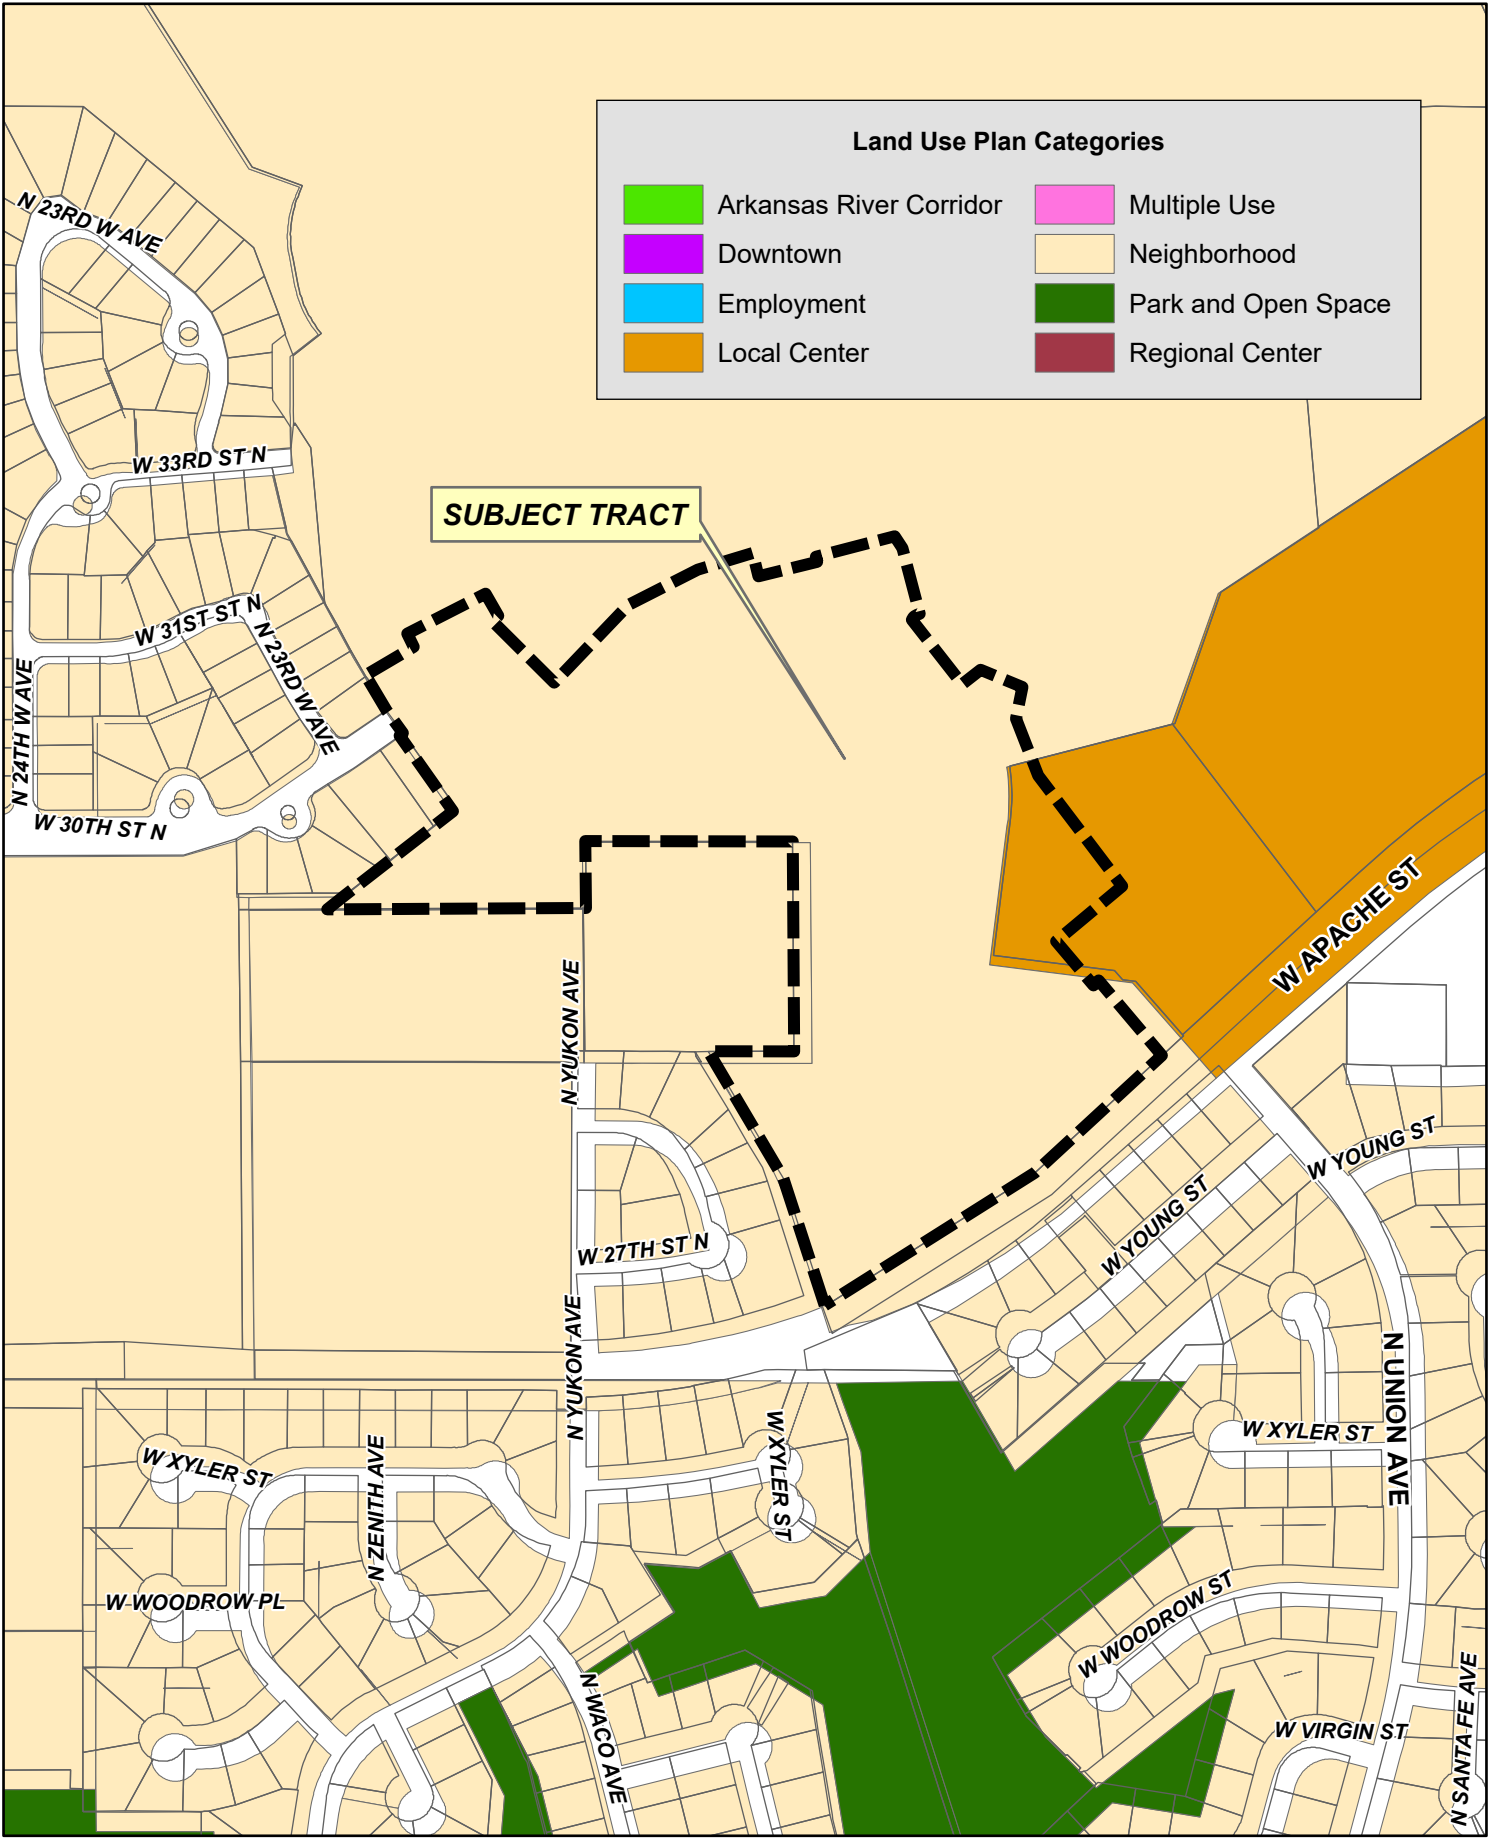 Land Use Plan Categories
Arkansas River Corridor
Multiple Use
Downtown
Neighborhood
Employment
Park and Open Space
Local Center
Regional Center
N 23RD W AVE
W 33RD ST N
SUBJECT TRACT
W 31ST ST N
N 23RD W AVE
N 24TH W AVE
W 30TH ST N
W APACHE ST
N YUKON AVE
W YOUNG ST
W YOUNG ST
W 27TH ST N
N YUKON AVE
N UNION AVE
W XYLER ST
W XYLER ST
W XYLER ST
N ZENITH AVE
W WOODROW PL
W WOODROW ST
N WACO AVE
W VIRGIN ST
N SANTA FE AVE